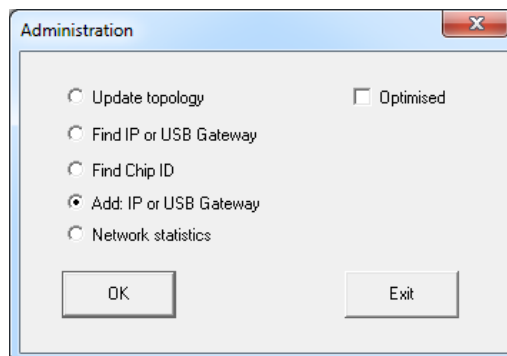 Administration
Update topology
Optimised
Find IP or USB Gateway
Find Chip ID
Add: IP or USB Gateway
Network statistics
OK
Exit